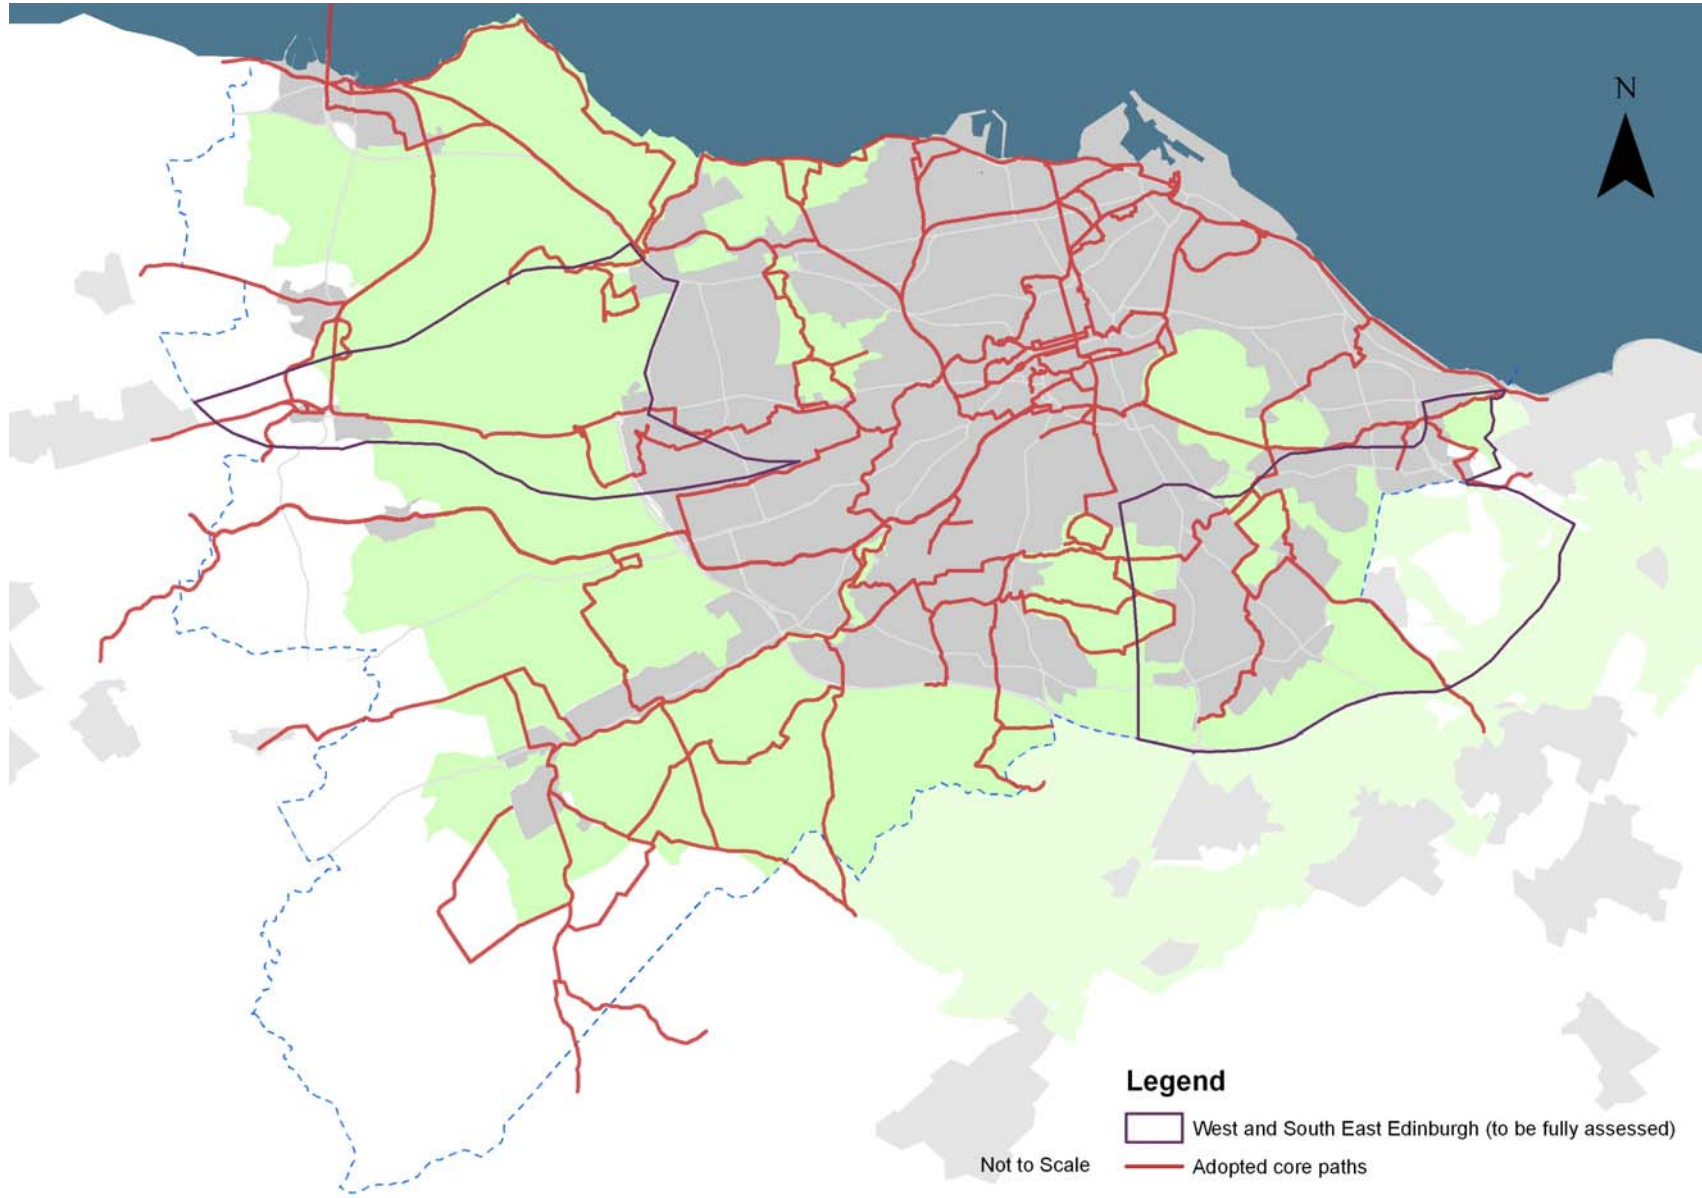 N
Legend
West and South East Edinburgh (to be fully assessed)
Not to Scale
Adopted core paths